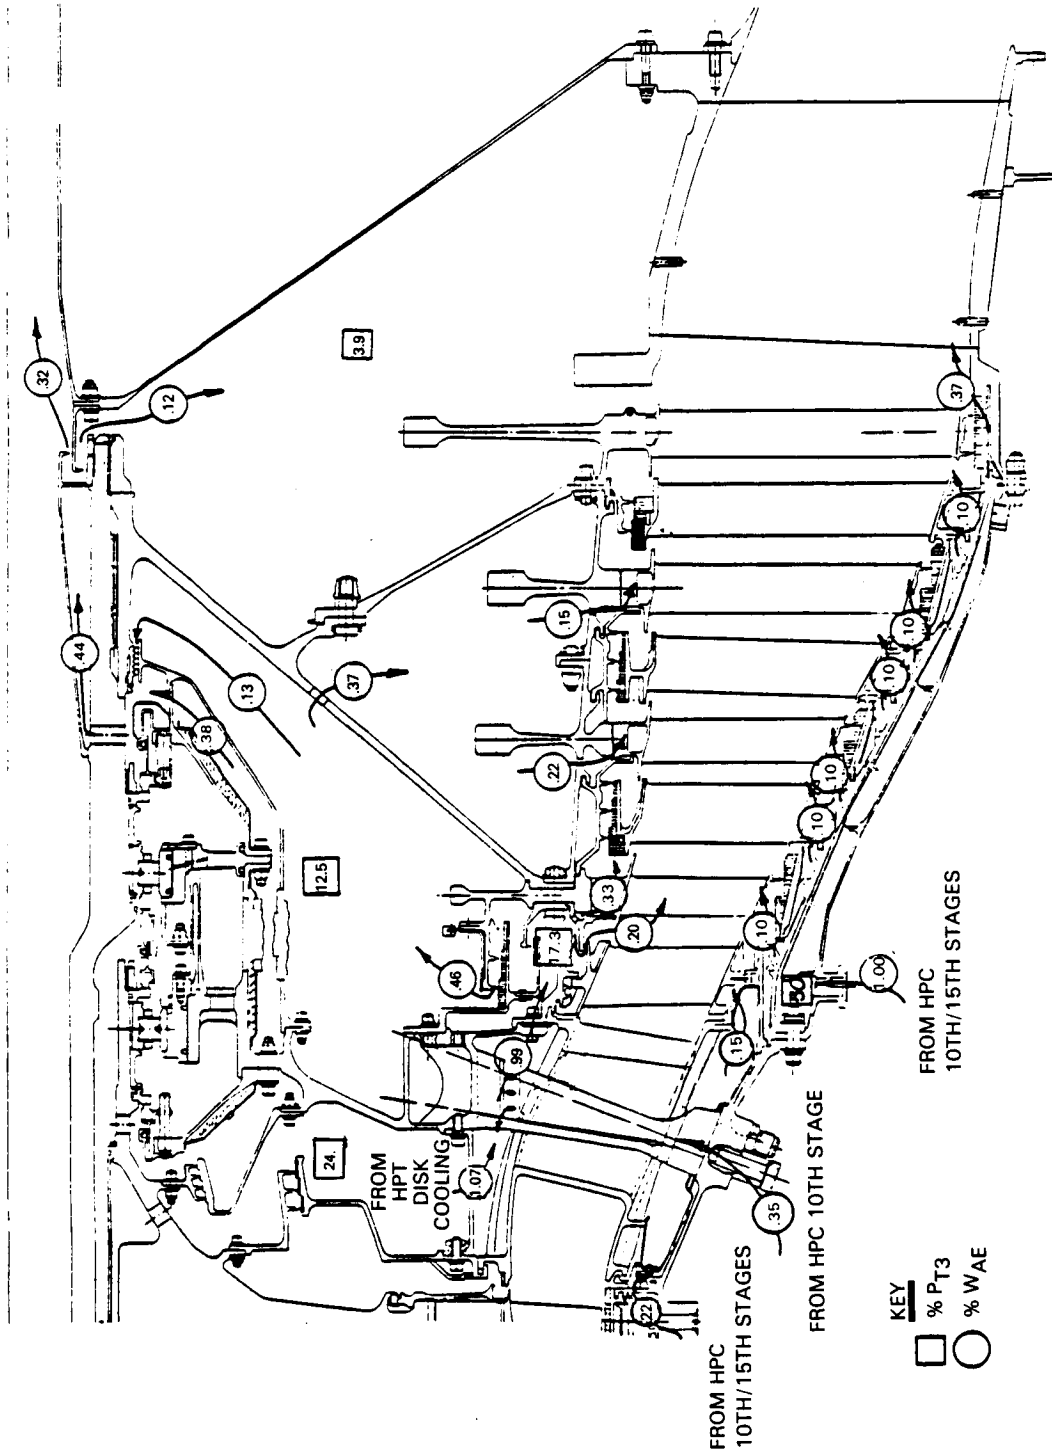 .32
.12
3.9
.44
.13
.38
.37
12.5
.15
.22
.33
17.3
.20
.46
.99
24.
FROM
HPT
DISK
COOLING
1.07
.37
.10
.10
.10
.10
.10
.10
.15
50
1.00
.35
.22
FROM HPC
10TH/15TH STAGES
FROM HPC 10TH STAGE
FROM HPC
10TH/15TH STAGES
KEY
% PT3
% WAE